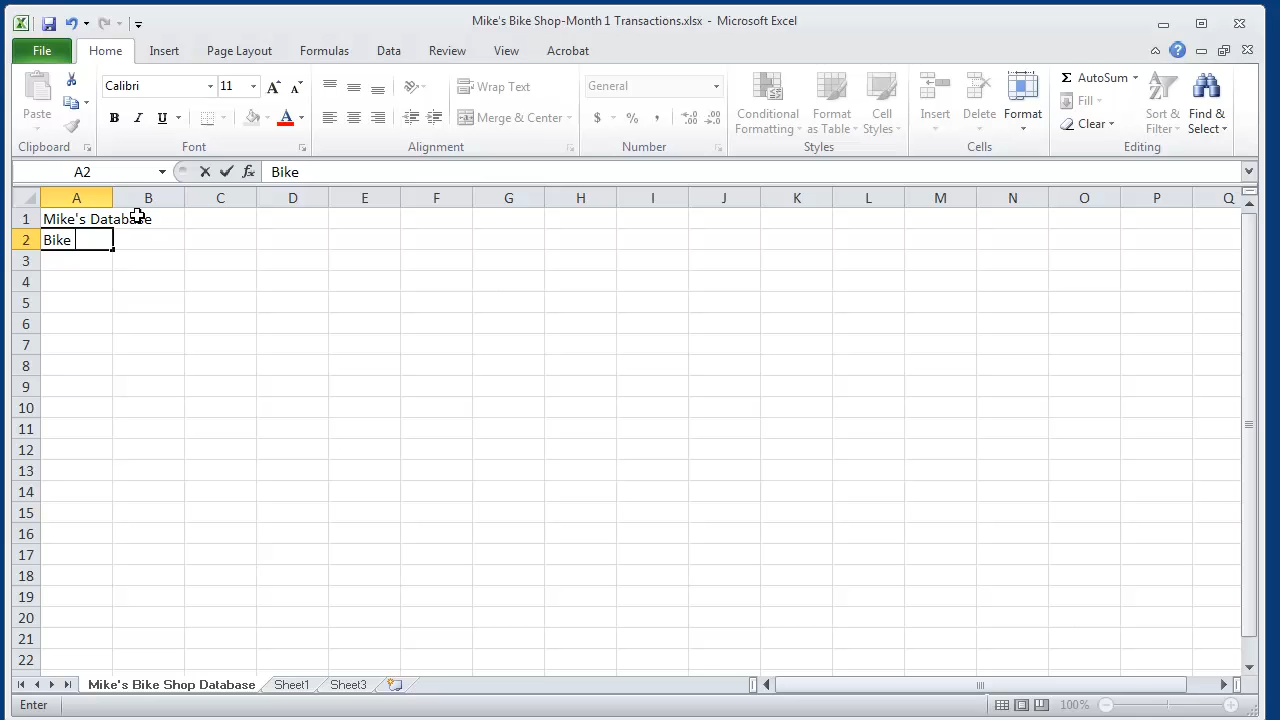 Mike's Bike Shop-Month 1 Transactions.xlsx - Microsoft Excel
File Home Insert Page Layout Formulas Data Review View Acrobat
Paste
Clipboard
Calibri 11
B I U A
Font
Wrap Text
Merge & Center
Alignment
General
$ % ,
Number
Conditional Formatting
Format as Table
Cell Styles
Styles
Insert Delete Format
Cells
Σ AutoSum
Fill
Clear
Sort & Filter
Find & Select
Editing
A2 fx Bike
A B C D E F G H I J K L M N O P Q
1 Mike's Database
2 Bike
3
4
5
6
7
8
9
10
11
12
13
14
15
16
17
18
19
20
21
22
Mike's Bike Shop Database Sheet1 Sheet3
Enter 100%